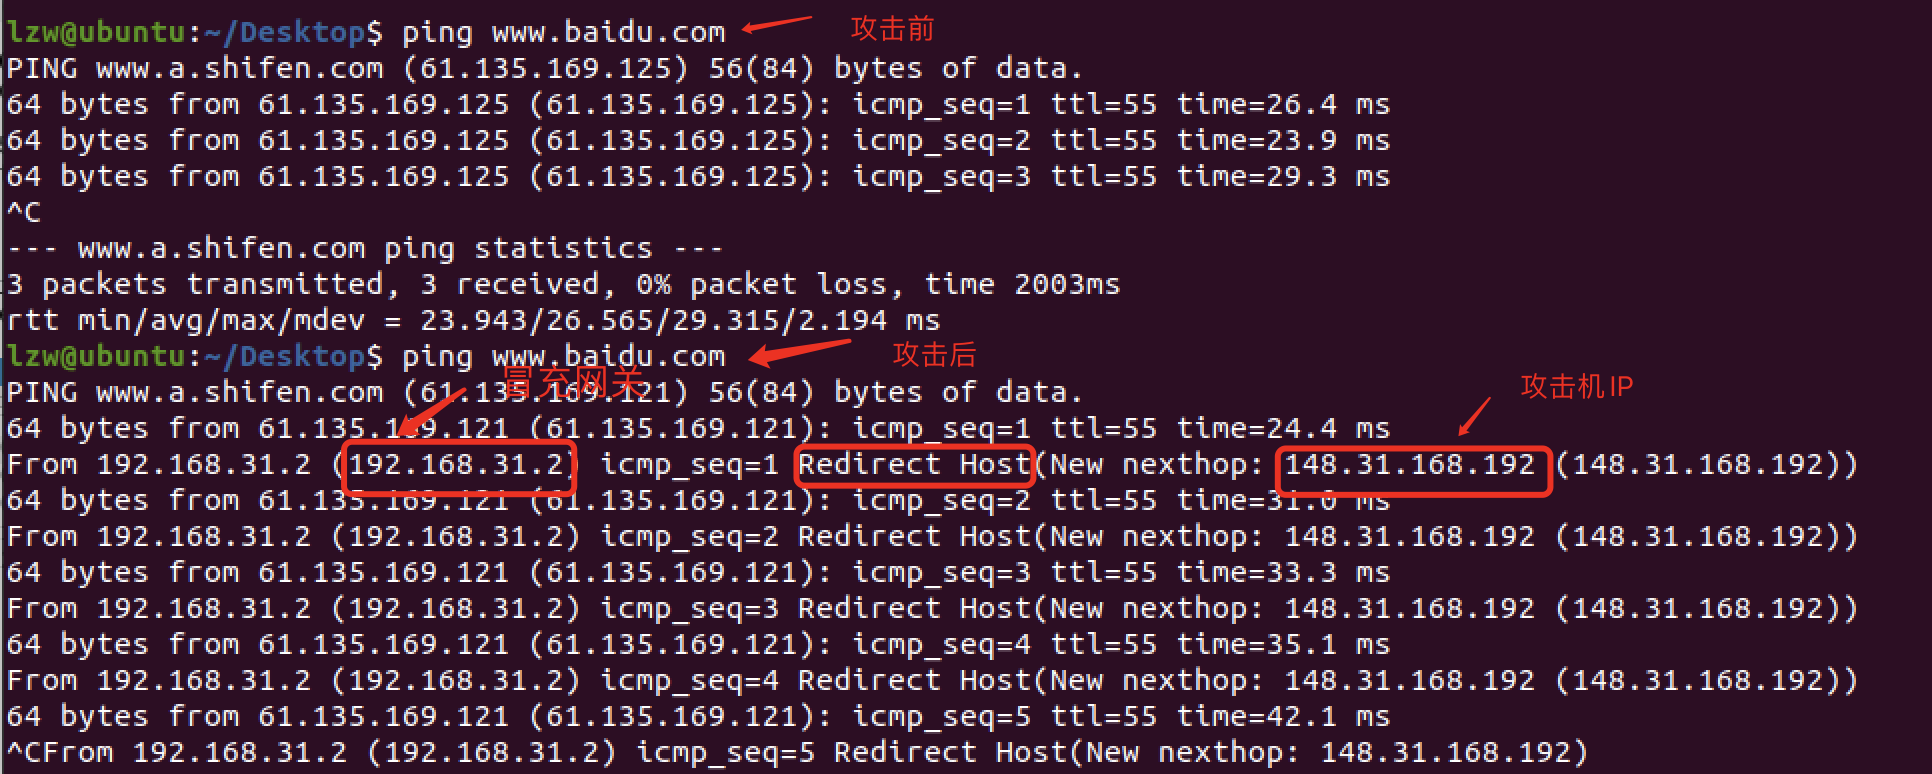 lzw@ubuntu:~/Desktop$ ping www.baidu.com 攻击前
PING www.a.shifen.com (61.135.169.125) 56(84) bytes of data.
64 bytes from 61.135.169.125 (61.135.169.125): icmp_seq=1 ttl=55 time=26.4 ms
64 bytes from 61.135.169.125 (61.135.169.125): icmp_seq=2 ttl=55 time=23.9 ms
64 bytes from 61.135.169.125 (61.135.169.125): icmp_seq=3 ttl=55 time=29.3 ms
^C
--- www.a.shifen.com ping statistics ---
3 packets transmitted, 3 received, 0% packet loss, time 2003ms
rtt min/avg/max/mdev = 23.943/26.565/29.315/2.194 ms
lzw@ubuntu:~/Desktop$ ping www.baidu.com 攻击后
冒充网关
攻击机IP
PING www.a.shifen.com (61.135.169.121) 56(84) bytes of data.
64 bytes from 61.135.169.121 (61.135.169.121): icmp_seq=1 ttl=55 time=24.4 ms
From 192.168.31.2 (192.168.31.2) icmp_seq=1 Redirect Host(New nexthop: 148.31.168.192 (148.31.168.192))
64 bytes from 61.135.169.121 (61.135.169.121): icmp_seq=2 ttl=55 time=31.0 ms
From 192.168.31.2 (192.168.31.2) icmp_seq=2 Redirect Host(New nexthop: 148.31.168.192 (148.31.168.192))
64 bytes from 61.135.169.121 (61.135.169.121): icmp_seq=3 ttl=55 time=33.3 ms
From 192.168.31.2 (192.168.31.2) icmp_seq=3 Redirect Host(New nexthop: 148.31.168.192 (148.31.168.192))
64 bytes from 61.135.169.121 (61.135.169.121): icmp_seq=4 ttl=55 time=35.1 ms
From 192.168.31.2 (192.168.31.2) icmp_seq=4 Redirect Host(New nexthop: 148.31.168.192 (148.31.168.192))
64 bytes from 61.135.169.121 (61.135.169.121): icmp_seq=5 ttl=55 time=42.1 ms
^CFrom 192.168.31.2 (192.168.31.2) icmp_seq=5 Redirect Host(New nexthop: 148.31.168.192)